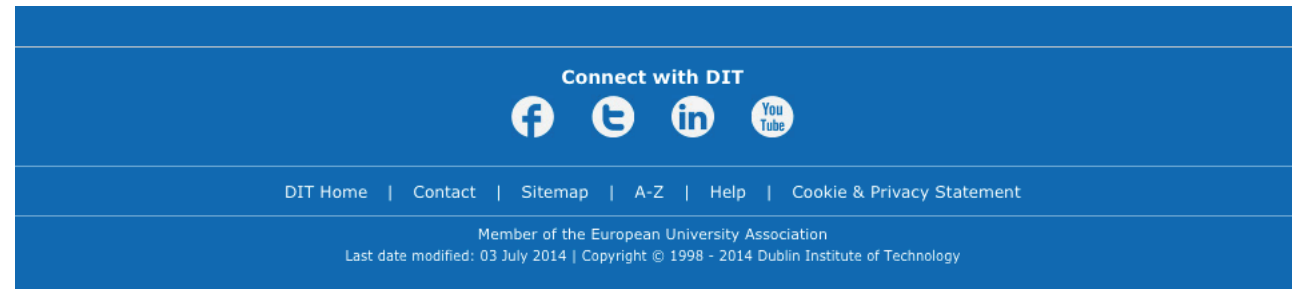 Connect with DIT
f t in You Tube
DIT Home | Contact | Sitemap | A-Z | Help | Cookie & Privacy Statement
Member of the European University Association
Last date modified: 03 July 2014 | Copyright © 1998 - 2014 Dublin Institute of Technology